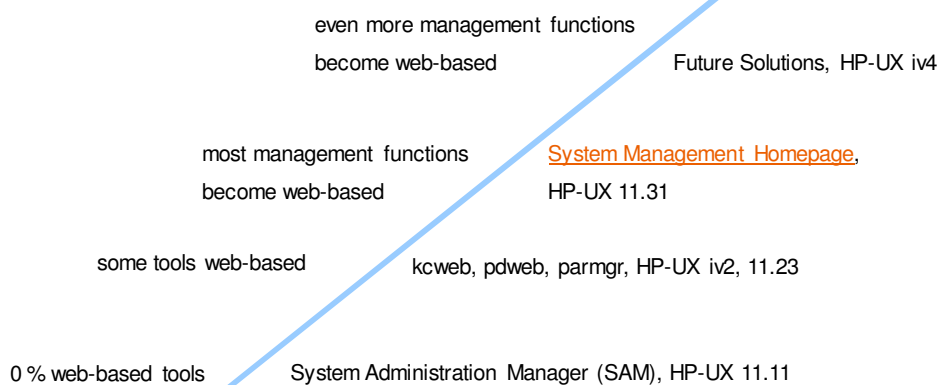 even more management functions
become web-based
Future Solutions, HP-UX iv4
most management functions
become web-based
System Management Homepage,
HP-UX 11.31
some tools web-based
kcweb, pdweb, parmgr, HP-UX iv2, 11.23
0 % web-based tools
System Administration Manager (SAM), HP-UX 11.11